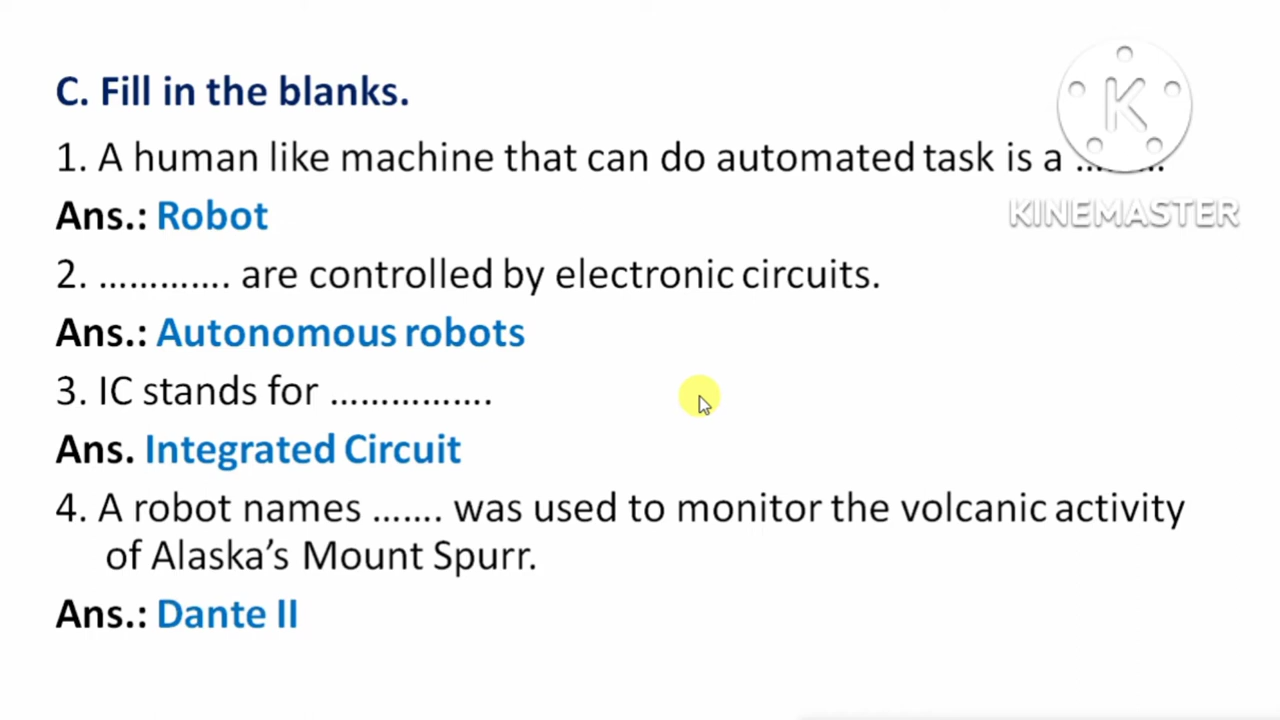 C. Fill in the blanks.
1. A human like machine that can do automated task is a .........
Ans.: Robot
2. ............. are controlled by electronic circuits.
Ans.: Autonomous robots
3. IC stands for ................
Ans. Integrated Circuit
4. A robot names ....... was used to monitor the volcanic activity
of Alaska’s Mount Spurr.
Ans.: Dante II
K
KINEMASTER